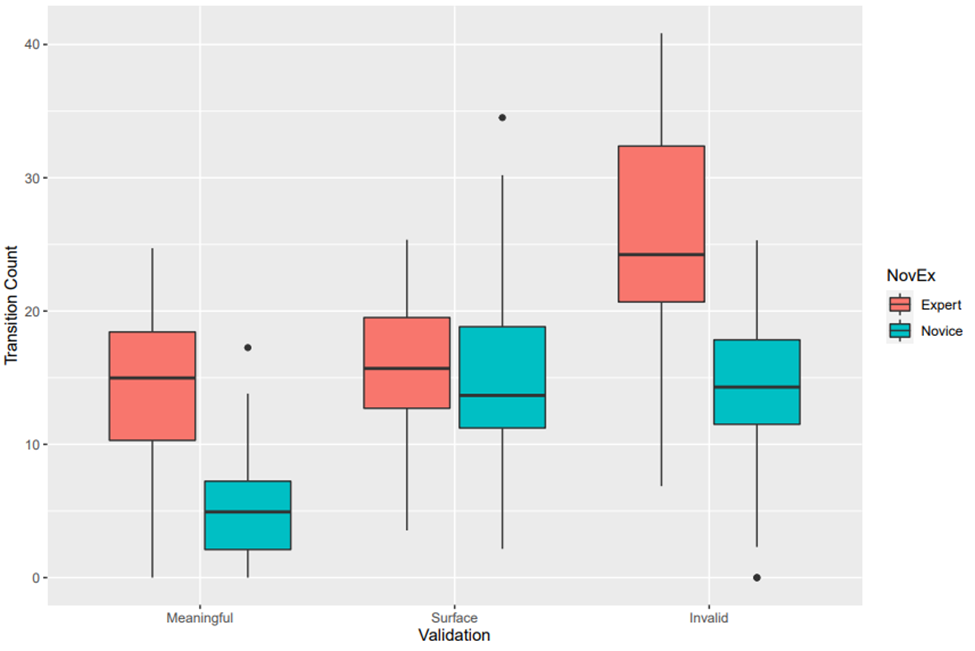 40
30
20
10
0
Transition Count
Meaningful Surface Invalid
Validation
NovEx
Expert
Novice